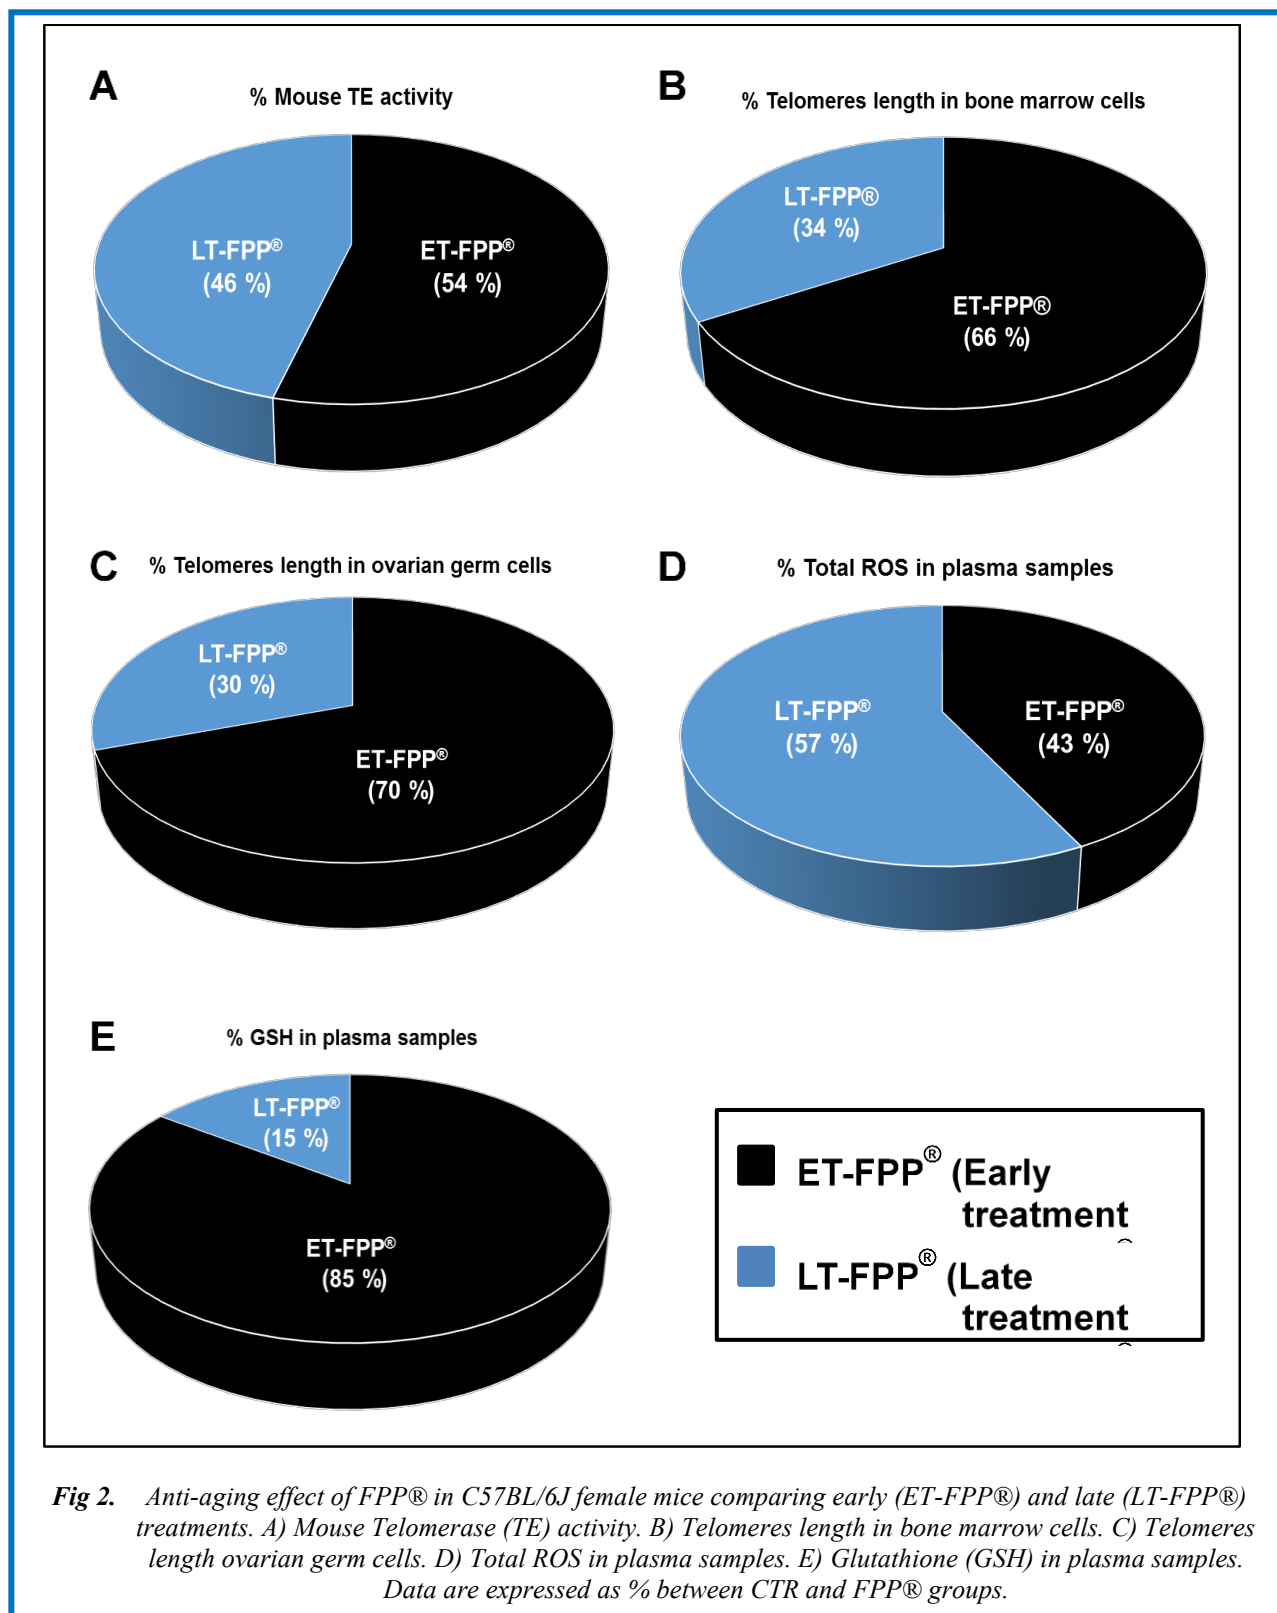 A
% Mouse TE activity
LT-FPP®
(46 %)
ET-FPP®
(54 %)
B
% Telomeres length in bone marrow cells
LT-FPP®
(34 %)
ET-FPP®
(66 %)
C
% Telomeres length in ovarian germ cells
LT-FPP®
(30 %)
ET-FPP®
(70 %)
D
% Total ROS in plasma samples
LT-FPP®
(57 %)
ET-FPP®
(43 %)
E
% GSH in plasma samples
LT-FPP®
(15 %)
ET-FPP®
(85 %)
ET-FPP® (Early
treatment
LT-FPP® (Late
treatment
Fig 2. Anti-aging effect of FPP® in C57BL/6J female mice comparing early (ET-FPP®) and late (LT-FPP®)
treatments. A) Mouse Telomerase (TE) activity. B) Telomeres length in bone marrow cells. C) Telomeres
length ovarian germ cells. D) Total ROS in plasma samples. E) Glutathione (GSH) in plasma samples.
Data are expressed as % between CTR and FPP® groups.